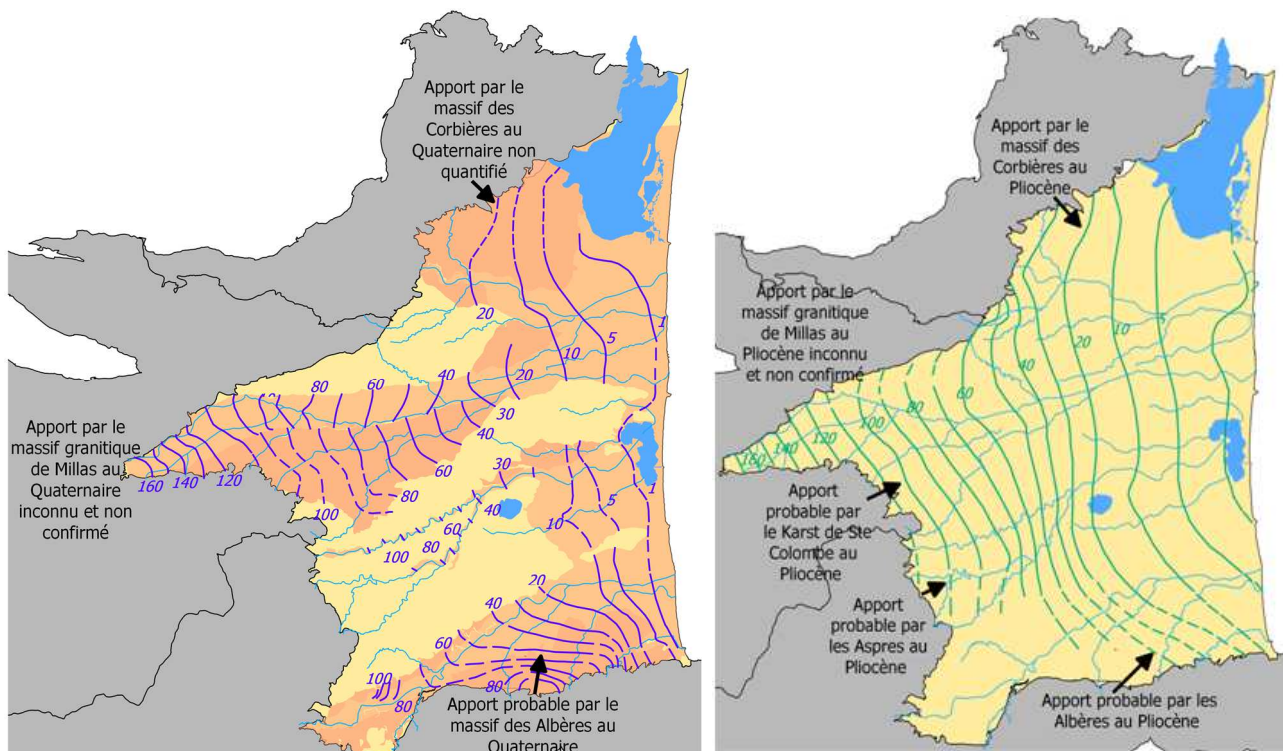 Apport par le
massif des
Corbières au
Quaternaire non
quantifié
20
10
5
1
80
60
40
20
30
40
60
80
100
Apport par le
massif granitique
de Millas au
Quaternaire
inconnu et non
confirmé
160
140
120
30
40
60
80
100
10
5
1
20
40
60
80
100
80
Apport probable par le
massif des Albères au
Quaternaire
Apport par le
massif des
Corbières au
Pliocène
Apport par le
massif granitique
de Millas au
Pliocène inconnu
et non confirmé
5
10
20
40
60
80
100
120
140
160
Apport
probable par
le Karst de Ste
Colombe au
Pliocène
Apport
probable par
les Aspres au
Pliocène
Apport probable par les
Albères au Pliocène